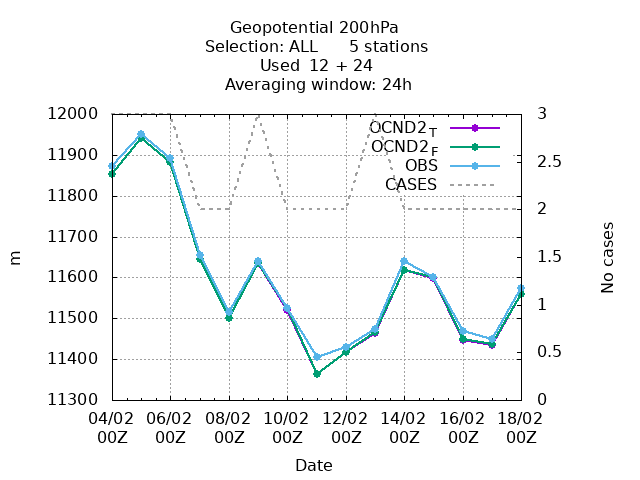 Geopotential 200hPa
Selection: ALL 5 stations
Used 12 + 24
Averaging window: 24h
12000
11900
11800
11700
11600
11500
11400
11300
m
3
2.5
2
1.5
1
0.5
0
No cases
OCND2T
OCND2F
OBS
CASES
04/02 06/02 08/02 10/02 12/02 14/02 16/02 18/02
00Z 00Z 00Z 00Z 00Z 00Z 00Z 00Z
Date